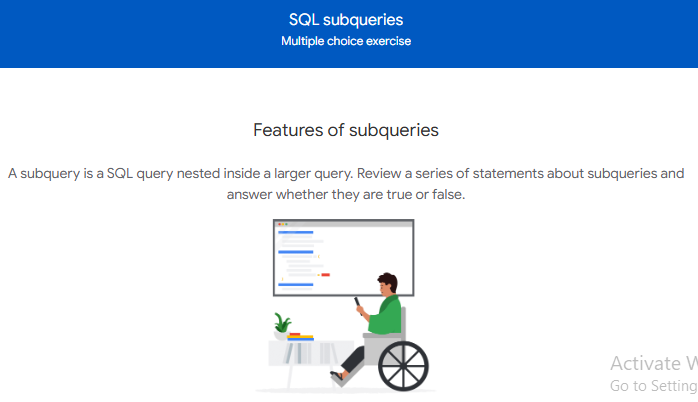 SQL subqueries
Multiple choice exercise
Features of subqueries
A subquery is a SQL query nested inside a larger query. Review a series of statements about subqueries and
answer whether they are true or false.
Activate W
Go to Setting